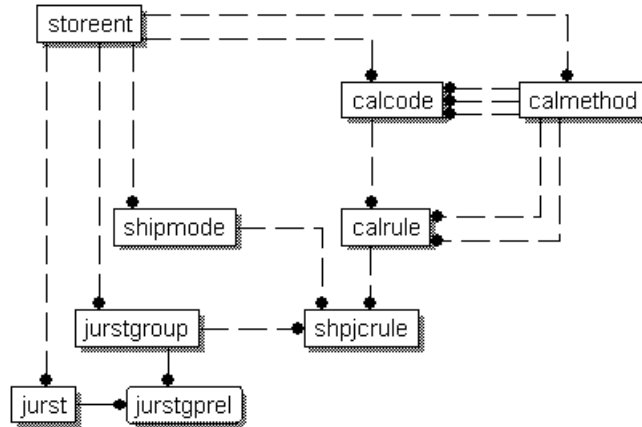 storeent
calcode
calmethod
shipmode
calrule
jurstgroup
shpjcrule
jurst
jurstgprel